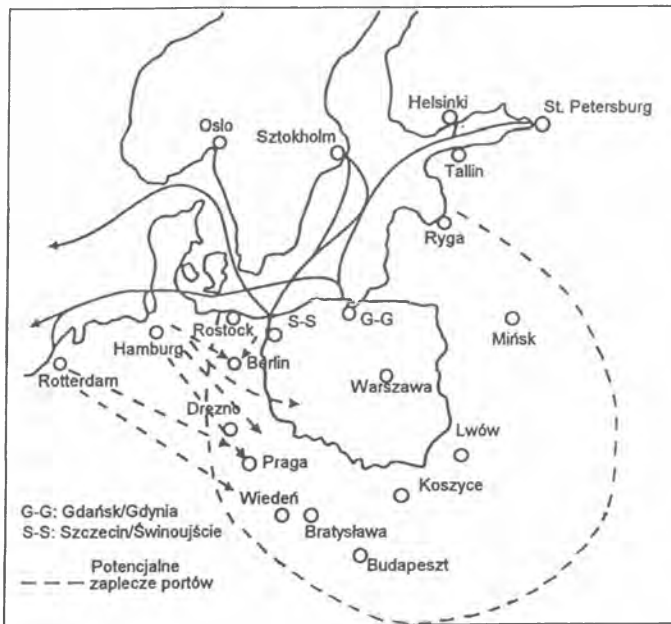 Helsinki
St. Petersburg
Oslo
Sztokholm
Tallin
Ryga
Rostock
S-S
G-G
Mińsk
Hamburg
Berlin
Rotterdam
Warszawa
Drezno
Lwów
Praga
Koszyce
Wiedeń
G-G: Gdańsk/Gdynia
S-S: Szczecin/Świnoujście
Bratysława
Budapeszt
Potencjalne
zaplecze portów